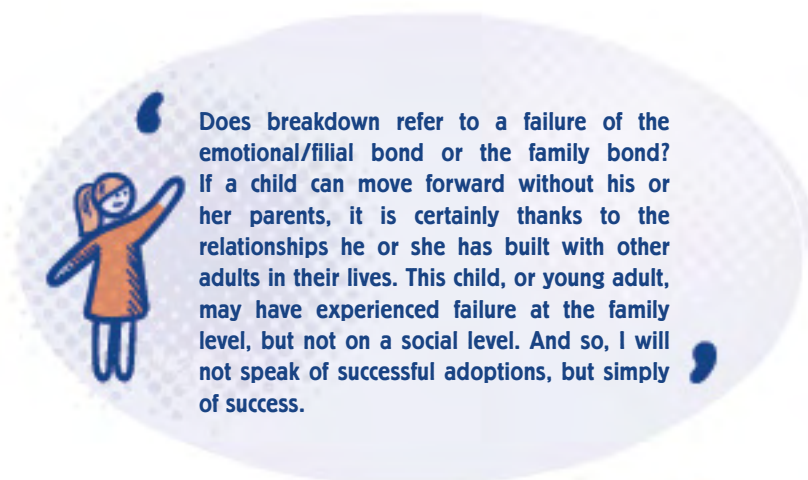 ‘
Does breakdown refer to a failure of the
emotional/filial bond or the family bond?
If a child can move forward without his or
her parents, it is certainly thanks to the
relationships he or she has built with other
adults in their lives. This child, or young adult,
may have experienced failure at the family
level, but not on a social level. And so, I will
not speak of successful adoptions, but simply
of success.
’